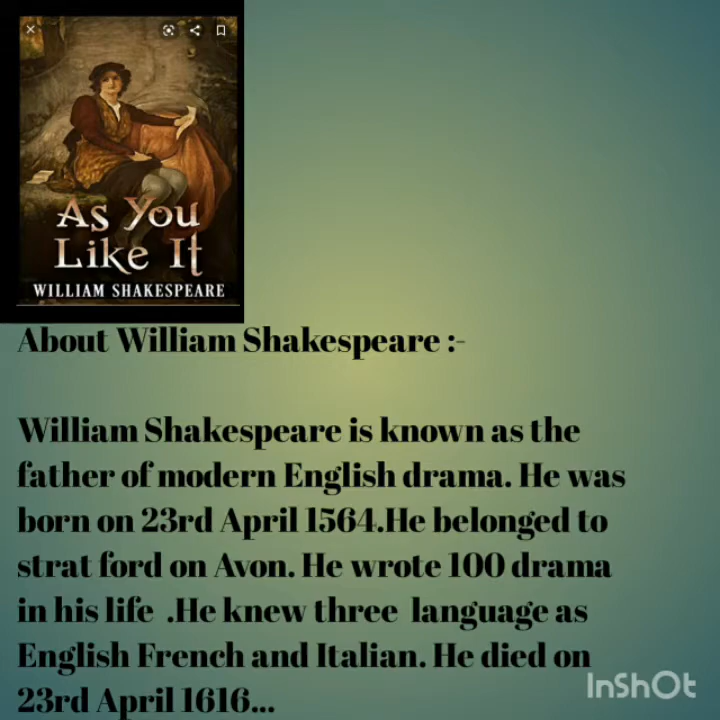 As You
Like It
WILLIAM SHAKESPEARE
About William Shakespeare :-
William Shakespeare is known as the
father of modern English drama. He was
born on 23rd April 1564.He belonged to
strat ford on Avon. He wrote 100 drama
in his life .He knew three language as
English French and Italian. He died on
23rd April 1616...
InShOt